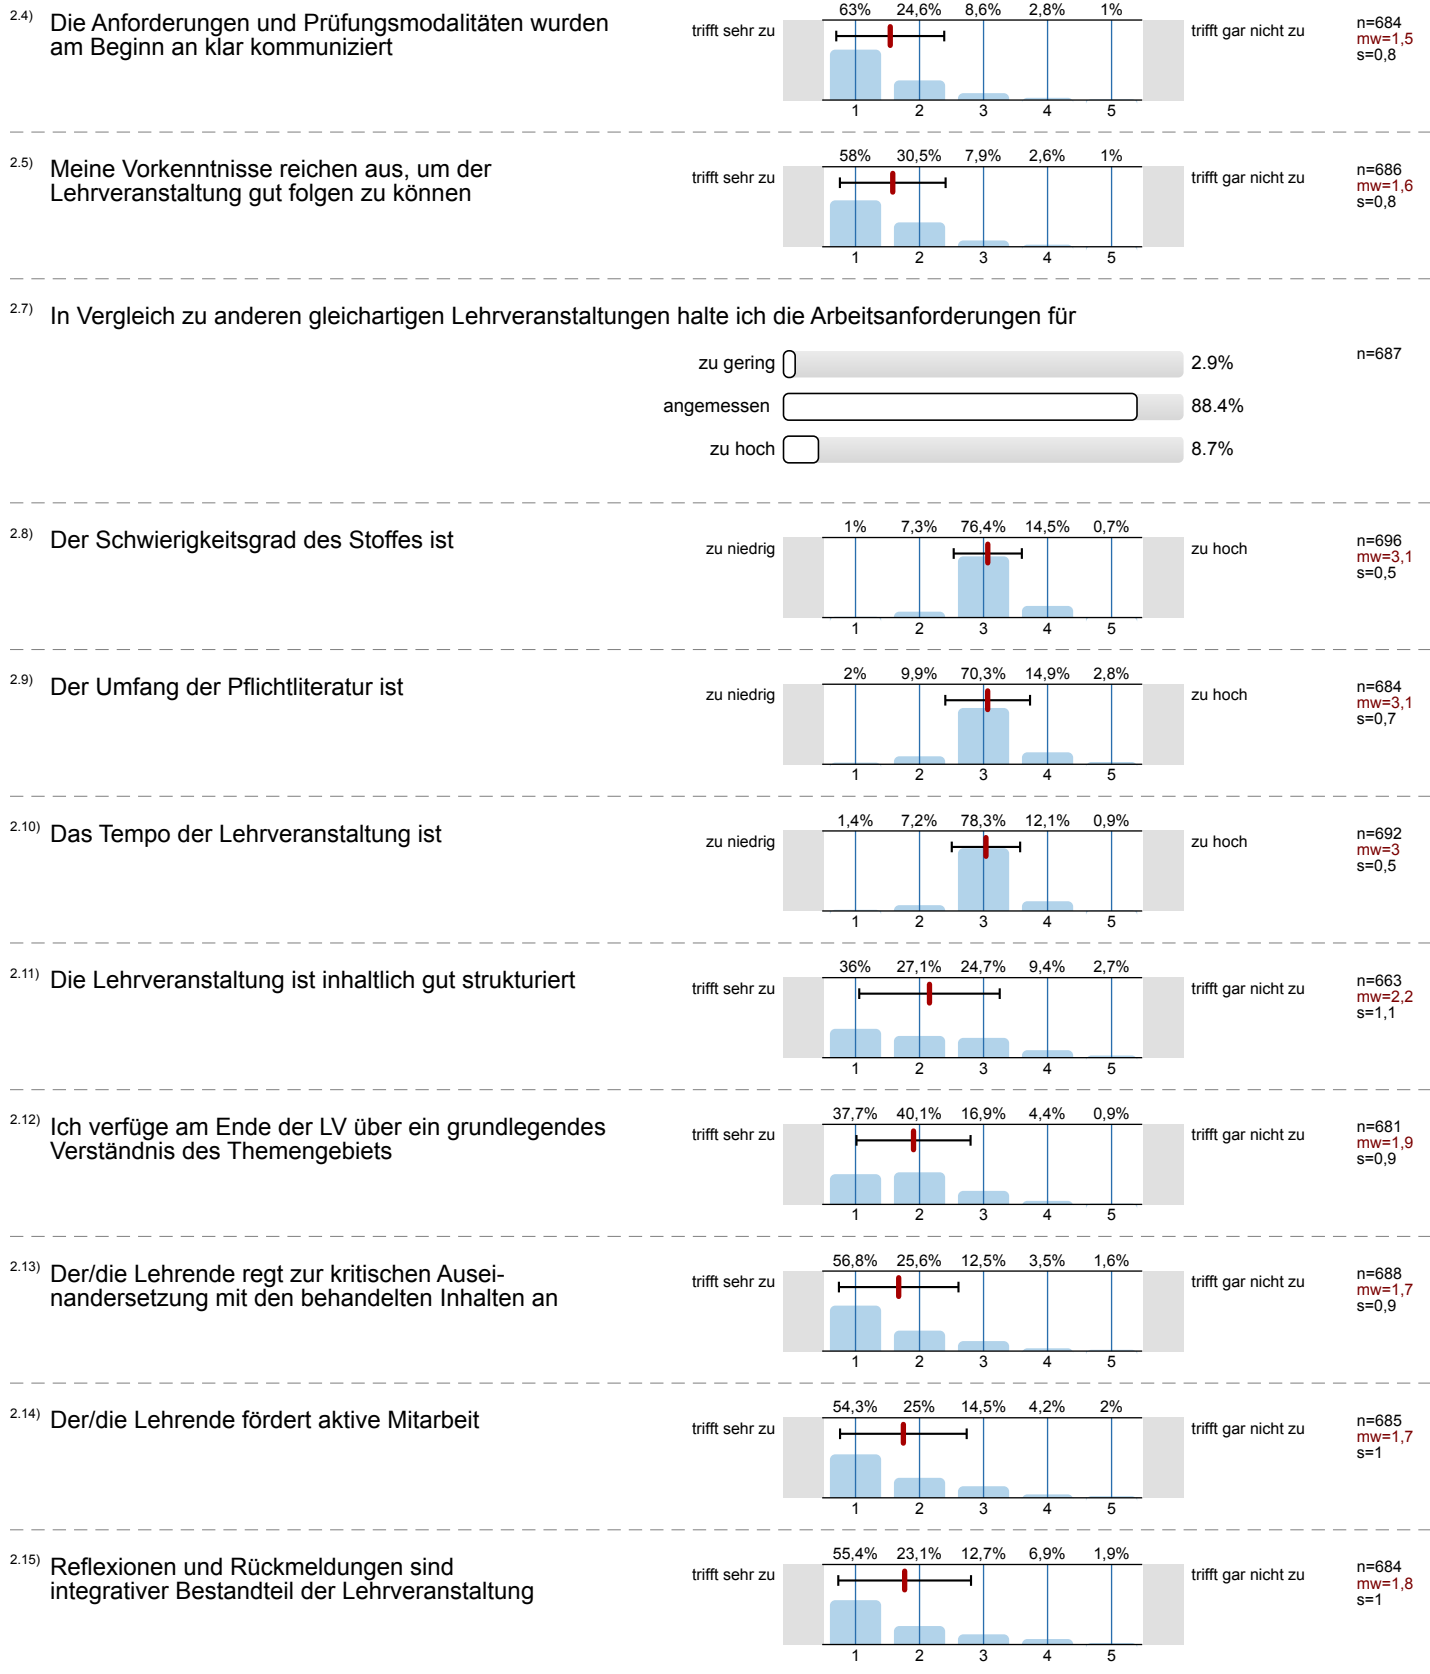 2.4) Die Anforderungen und Prüfungsmodalitäten wurden
am Beginn an klar kommuniziert
trifft sehr zu
63% 24,6% 8,6% 2,8% 1%
1 2 3 4 5
trifft gar nicht zu
n=684
mw=1,5
s=0,8
2.5) Meine Vorkenntnisse reichen aus, um der
Lehrveranstaltung gut folgen zu können
trifft sehr zu
58% 30,5% 7,9% 2,6% 1%
1 2 3 4 5
trifft gar nicht zu
n=686
mw=1,6
s=0,8
2.7) In Vergleich zu anderen gleichartigen Lehrveranstaltungen halte ich die Arbeitsanforderungen für
zu gering 2.9%
n=687
angemessen 88.4%
zu hoch 8.7%
2.8) Der Schwierigkeitsgrad des Stoffes ist
zu niedrig
1% 7,3% 76,4% 14,5% 0,7%
1 2 3 4 5
zu hoch
n=696
mw=3,1
s=0,5
2.9) Der Umfang der Pflichtliteratur ist
zu niedrig
2% 9,9% 70,3% 14,9% 2,8%
1 2 3 4 5
zu hoch
n=684
mw=3,1
s=0,7
2.10) Das Tempo der Lehrveranstaltung ist
zu niedrig
1,4% 7,2% 78,3% 12,1% 0,9%
1 2 3 4 5
zu hoch
n=692
mw=3
s=0,5
2.11) Die Lehrveranstaltung ist inhaltlich gut strukturiert
trifft sehr zu
36% 27,1% 24,7% 9,4% 2,7%
1 2 3 4 5
trifft gar nicht zu
n=663
mw=2,2
s=1,1
2.12) Ich verfüge am Ende der LV über ein grundlegendes
Verständnis des Themengebiets
trifft sehr zu
37,7% 40,1% 16,9% 4,4% 0,9%
1 2 3 4 5
trifft gar nicht zu
n=681
mw=1,9
s=0,9
2.13) Der/die Lehrende regt zur kritischen Ausei-
nandersetzung mit den behandelten Inhalten an
trifft sehr zu
56,8% 25,6% 12,5% 3,5% 1,6%
1 2 3 4 5
trifft gar nicht zu
n=688
mw=1,7
s=0,9
2.14) Der/die Lehrende fördert aktive Mitarbeit
trifft sehr zu
54,3% 25% 14,5% 4,2% 2%
1 2 3 4 5
trifft gar nicht zu
n=685
mw=1,7
s=1
2.15) Reflexionen und Rückmeldungen sind
integrativer Bestandteil der Lehrveranstaltung
trifft sehr zu
55,4% 23,1% 12,7% 6,9% 1,9%
1 2 3 4 5
trifft gar nicht zu
n=684
mw=1,8
s=1